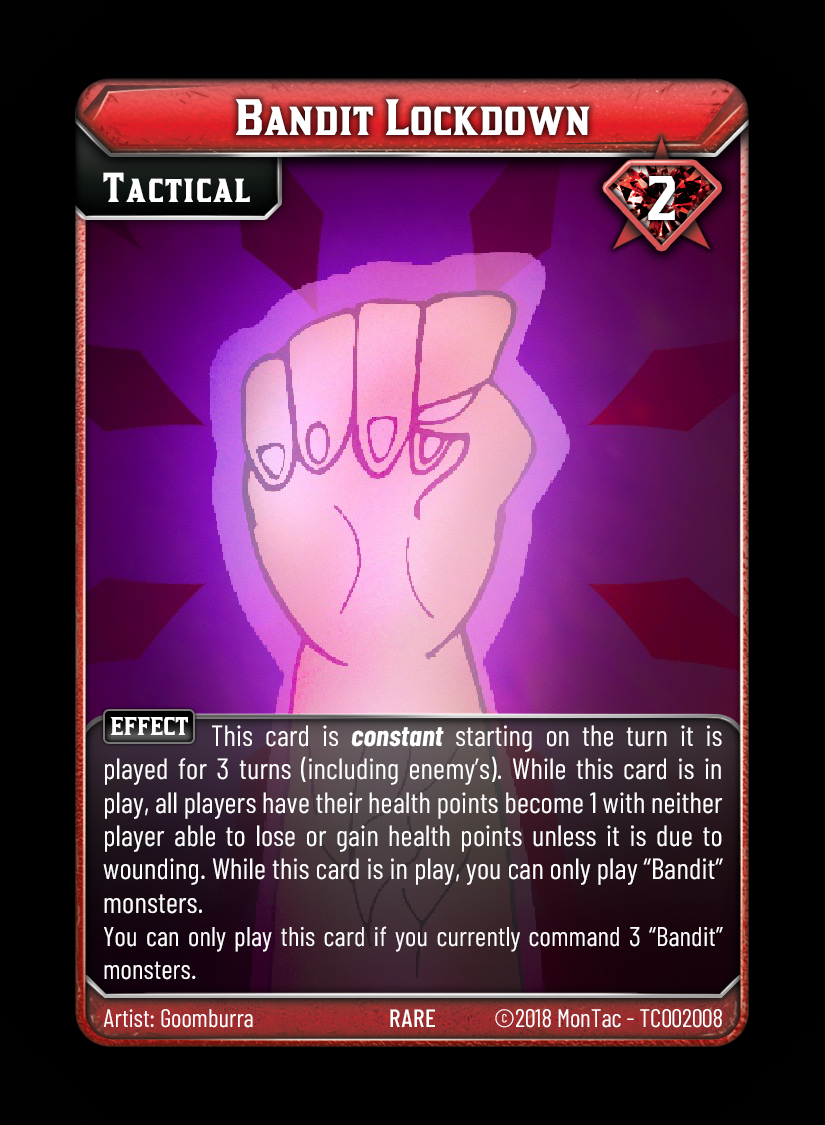 Bandit Lockdown
Tactical
2
EFFECT This card is constant starting on the turn it is
played for 3 turns (including enemy's). While this card is in
play, all players have their health points become 1 with neither
player able to lose or gain health points unless it is due to
wounding. While this card is in play, you can only play “Bandit”
monsters.
You can only play this card if you currently command 3 “Bandit”
monsters.
Artist: Goomburra RARE ©2018 MonTac - TC002008